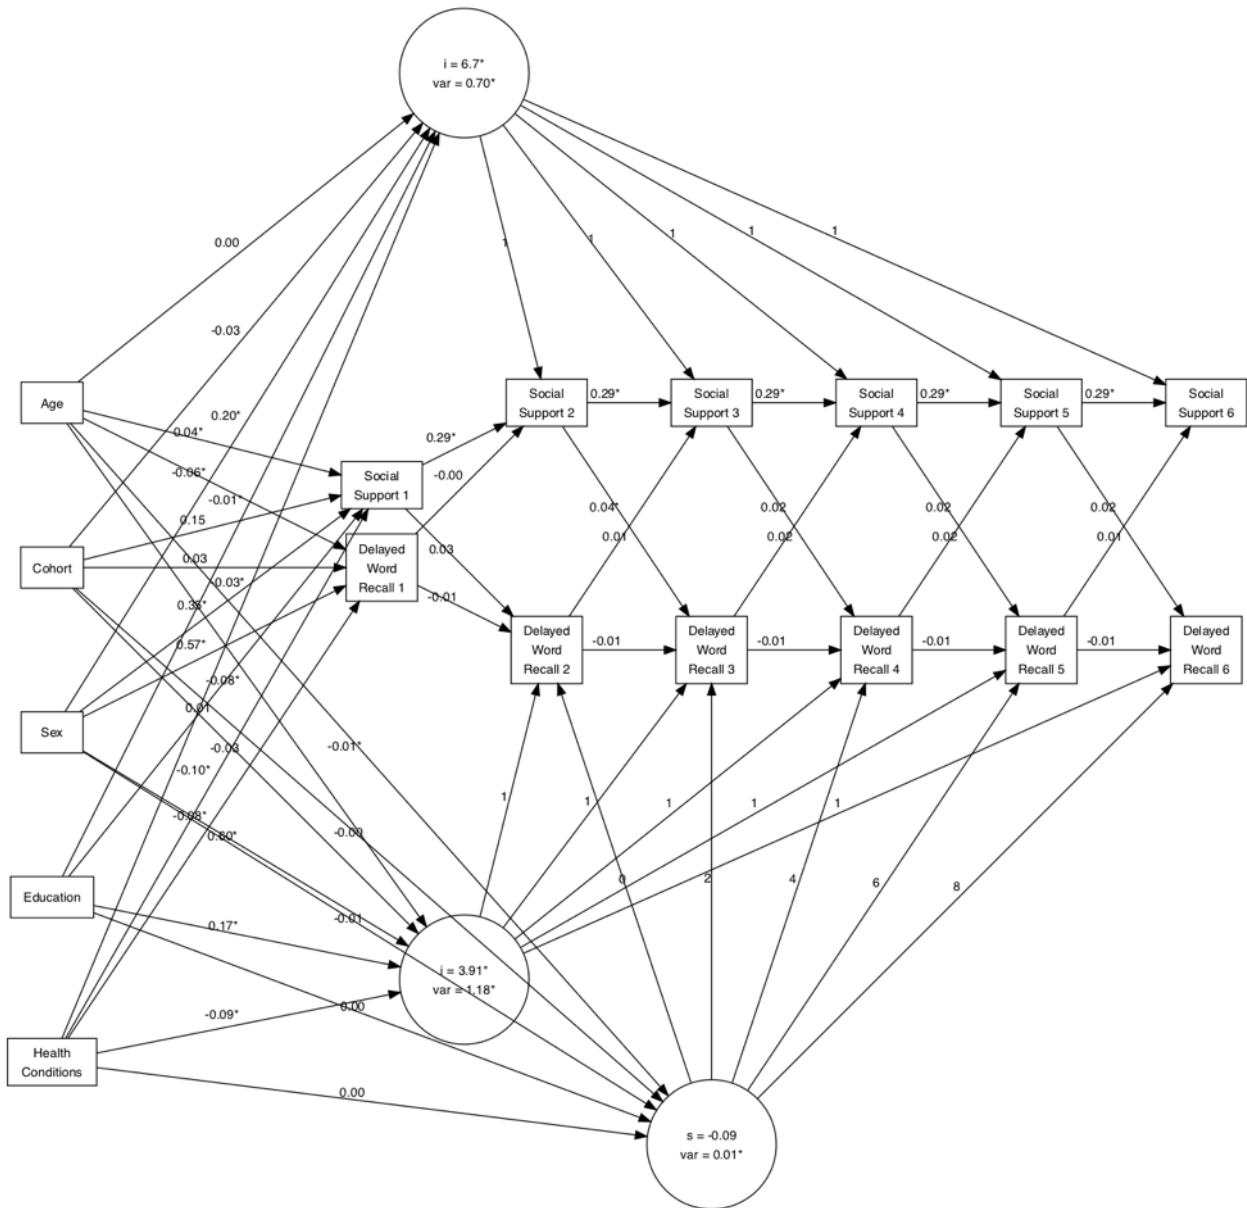 i = 6.7*
var = 0.70*
1
1
1
1
1
0.00
-0.03
Age
Social
Support 2
0.29*
Social
Support 3
0.29*
Social
Support 4
0.29*
Social
Support 5
0.29*
Social
Support 6
0.20*
0.04*
0.29*
-0.06*
Social
Support 1
-0.00
-0.01*
0.15
0.04*
0.02
0.02
0.02
0.01
0.02
0.02
0.01
Cohort
0.03
Delayed
Word
Recall 1
0.03
-0.03*
-0.01
0.35*
0.57*
Delayed
Word
Recall 2
-0.01
Delayed
Word
Recall 3
-0.01
Delayed
Word
Recall 4
-0.01
Delayed
Word
Recall 5
-0.01
Delayed
Word
Recall 6
-0.08*
0.01
Sex
-0.03
-0.01*
-0.10*
1
1
1
1
1
-0.08*
0.60*
-0.00
0
2
4
6
8
Education
0.17*
-0.01
i = 3.91*
var = 1.18*
-0.09*
0.00
Health
Conditions
0.00
s = -0.09
var = 0.01*